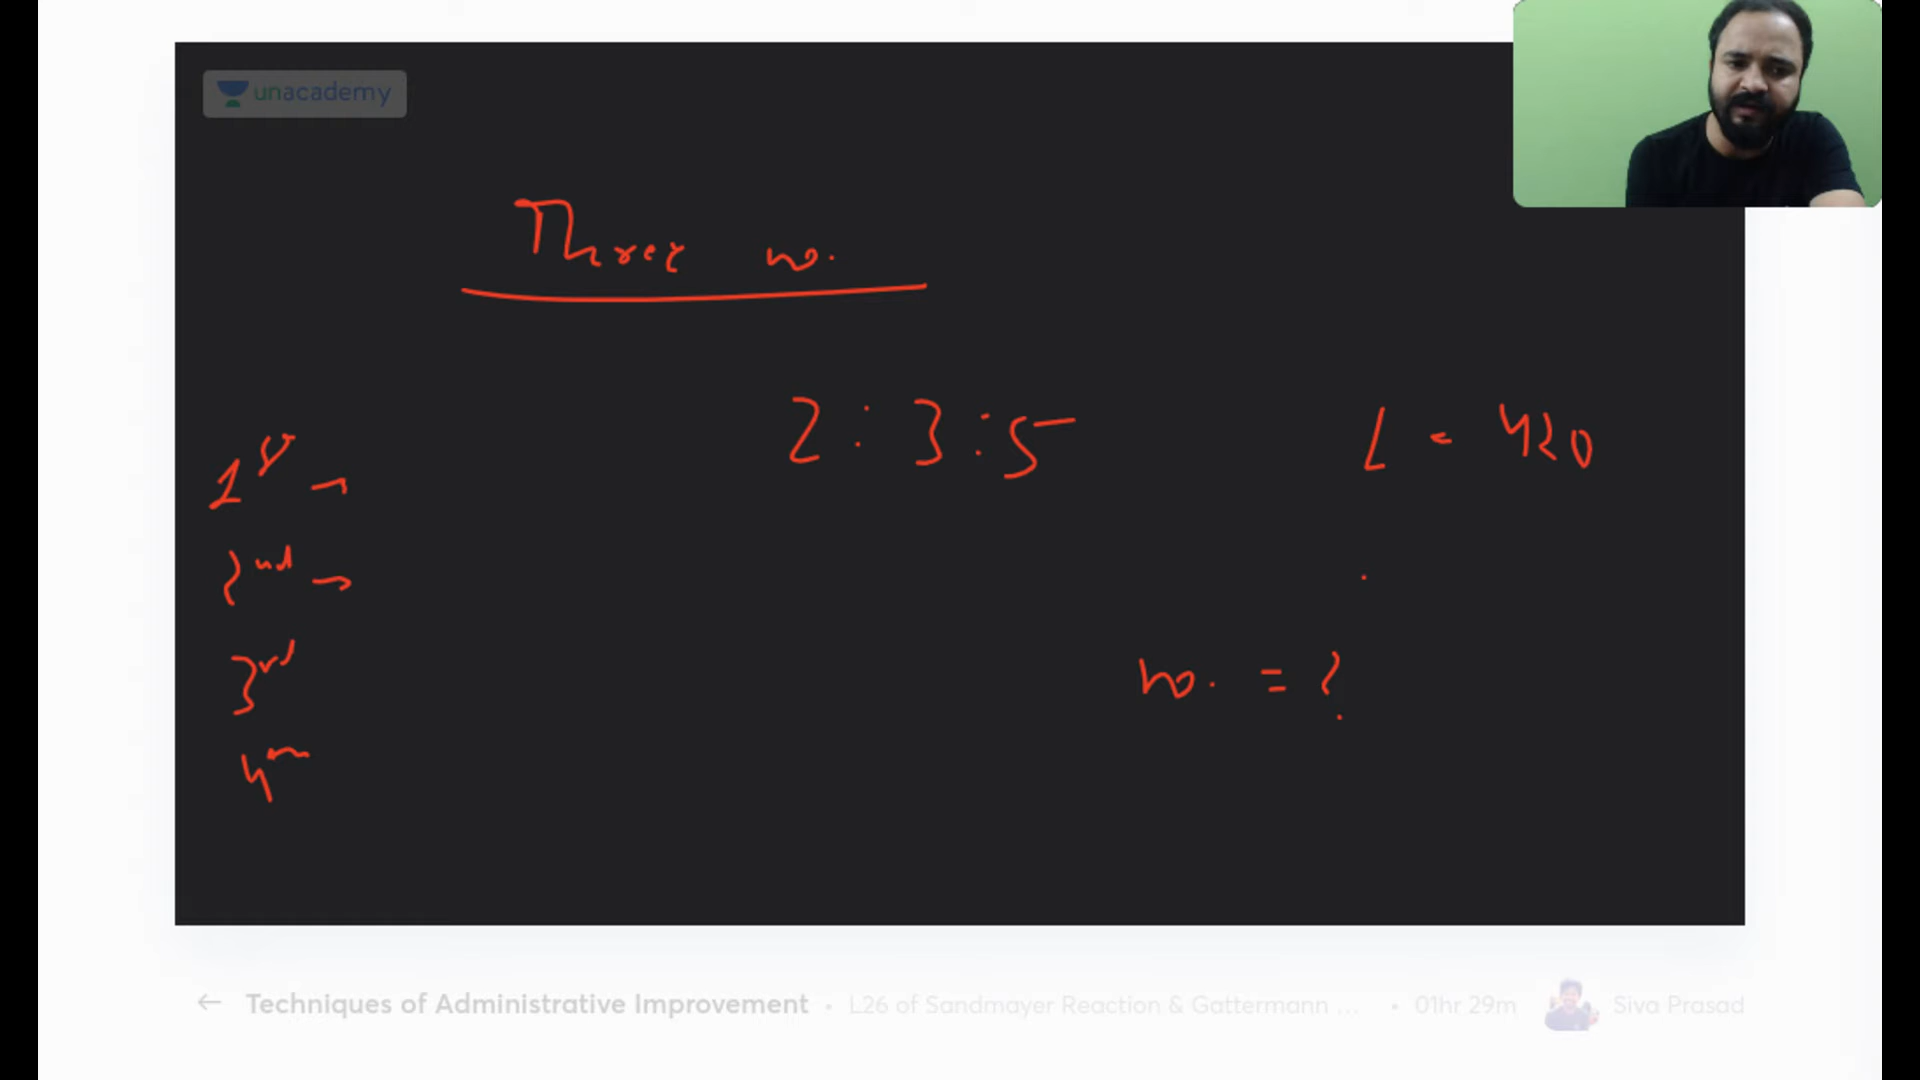 unacademy
Three no.
2 : 3 : 5
L = 420
1st →
2nd →
3rd
no. = ?
4th
← Techniques of Administrative Improvement • L26 of Sandmayer Reaction & Gattermann ... • 01hr 29m Siva Prasad